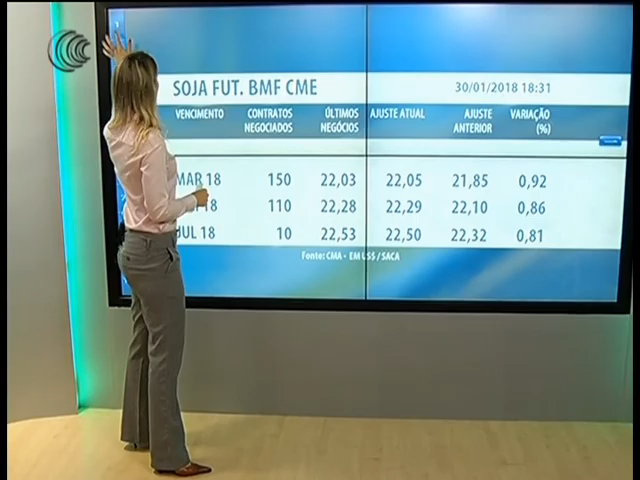 SOJA FUT. BMF CME
30/01/2018 18:31
VENCIMENTO CONTRATOS NEGOCIADOS ÚLTIMOS NEGÓCIOS AJUSTE ATUAL AJUSTE ANTERIOR VARIAÇÃO (%)
MAR 18 150 22,03 22,05 21,85 0,92
18 110 22,28 22,29 22,10 0,86
JUL 18 10 22,53 22,50 22,32 0,81
Fonte: CMA - EM US$ / SACA